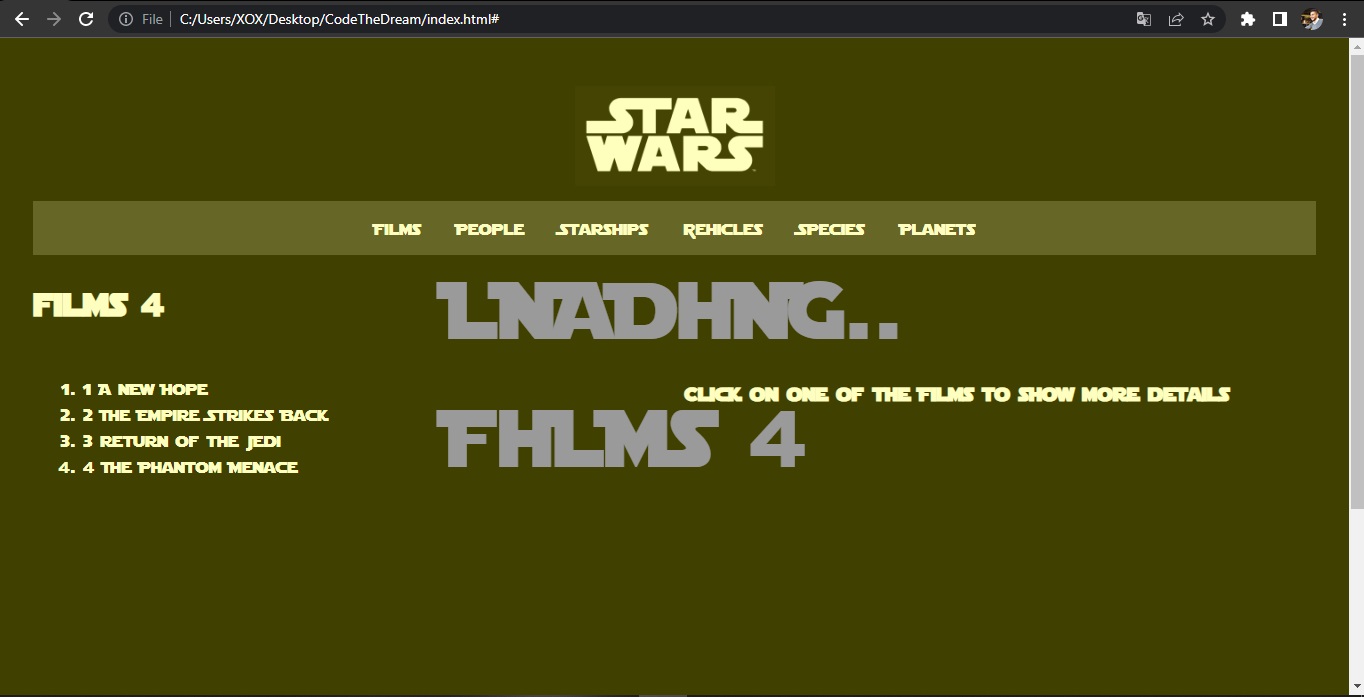 File | C:/Users/XOX/Desktop/CodeTheDream/index.html#
STAR
WARS
Films People Starships Rehicles Species Planets
LNADHNG..
FILMS 4
1. 1 A New Hope
2. 2 The Empire Strikes Back
3. 3 Return of the Jedi
4. 4 The Phantom Menace
Click on one of the Films to show more details
FHLMS 4